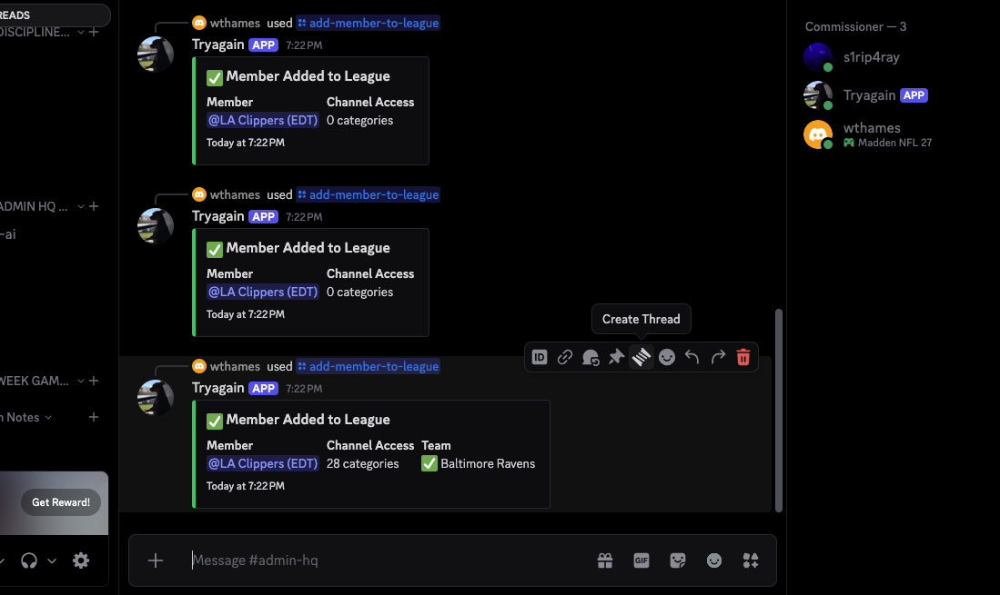 READS
DISCIPLINE...
ADMIN HQ ...
-ai
WEEK GAM...
n Notes
Get Reward!
wthames used add-member-to-league
Tryagain APP 7:22 PM
Member Added to League
Member Channel Access
@LA Clippers (EDT) 0 categories
Today at 7:22 PM
wthames used add-member-to-league
Tryagain APP 7:22 PM
Member Added to League
Member Channel Access
@LA Clippers (EDT) 0 categories
Today at 7:22 PM
Create Thread
ID
wthames used add-member-to-league
Tryagain APP 7:22 PM
Member Added to League
Member Channel Access Team
@LA Clippers (EDT) 28 categories Baltimore Ravens
Today at 7:22 PM
Message #admin-hq
GIF
Commissioner — 3
s1rip4ray
Tryagain APP
wthames
Madden NFL 27